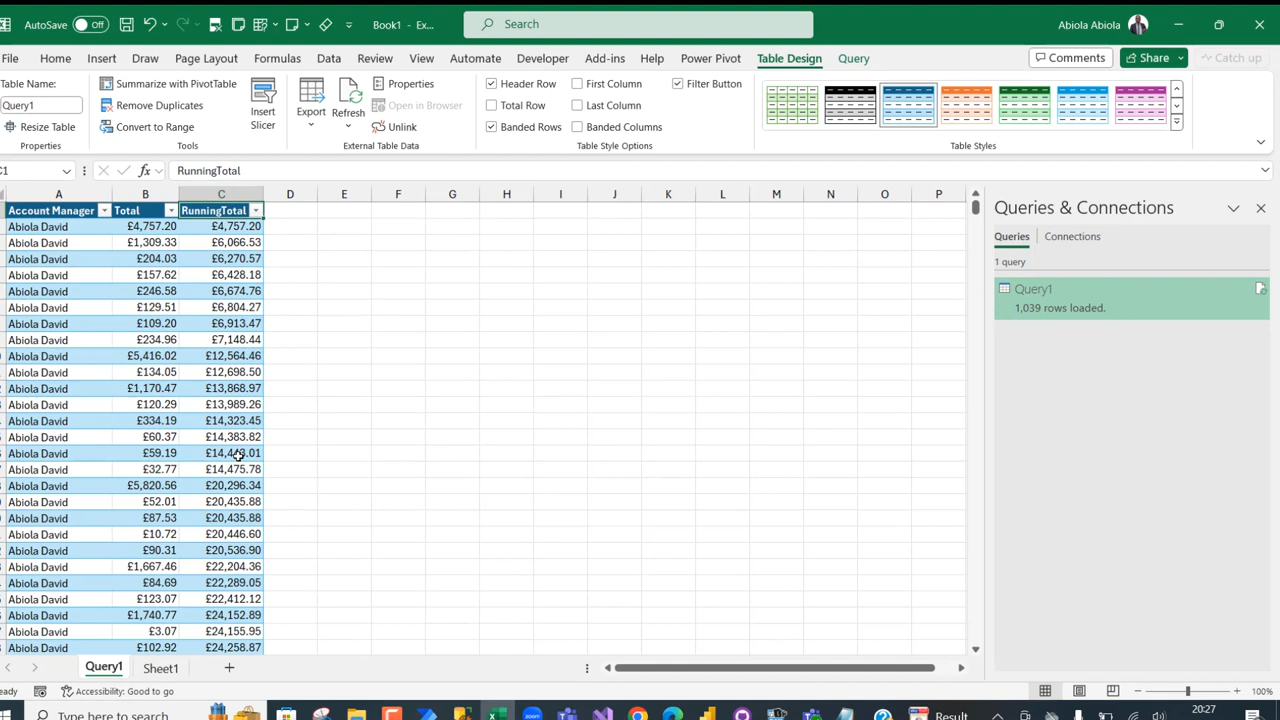 AutoSave Off Book1 - Ex... Search Abiola Abiola
File Home Insert Draw Page Layout Formulas Data Review View Automate Developer Add-ins Help Power Pivot Table Design Query Comments Share Catch up
Table Name:
Query1
Resize Table
Properties
Summarize with PivotTable
Remove Duplicates
Convert to Range
Tools
Insert
Slicer
Export
Refresh
Properties
Open in Browser
Unlink
External Table Data
Header Row First Column Filter Button
Total Row Last Column
Banded Rows Banded Columns
Table Style Options
Table Styles
C1 fx RunningTotal
A B C D E F G H I J K L M N O P
Account Manager Total RunningTotal
Abiola David £4,757.20 £4,757.20
Abiola David £1,309.33 £6,066.53
Abiola David £204.03 £6,270.57
Abiola David £157.62 £6,428.18
Abiola David £246.58 £6,674.76
Abiola David £129.51 £6,804.27
Abiola David £109.20 £6,913.47
Abiola David £234.96 £7,148.44
Abiola David £5,416.02 £12,564.46
Abiola David £134.05 £12,698.50
Abiola David £1,170.47 £13,868.97
Abiola David £120.29 £13,989.26
Abiola David £334.19 £14,323.45
Abiola David £60.37 £14,383.82
Abiola David £59.19
Abiola David £32.77 £14,475.78
Abiola David £5,820.56 £20,296.34
Abiola David £52.01 £20,435.88
Abiola David £87.53 £20,435.88
Abiola David £10.72 £20,446.60
Abiola David £90.31 £20,536.90
Abiola David £1,667.46 £22,204.36
Abiola David £84.69 £22,289.05
Abiola David £123.07 £22,412.12
Abiola David £1,740.77 £24,152.89
Abiola David £3.07 £24,155.95
Abiola David £102.92 £24,258.87
Queries & Connections
Queries Connections
1 query
Query1
1,039 rows loaded.
Query1 Sheet1
Accessibility: Good to go 100%
Type here to search Result 20:27